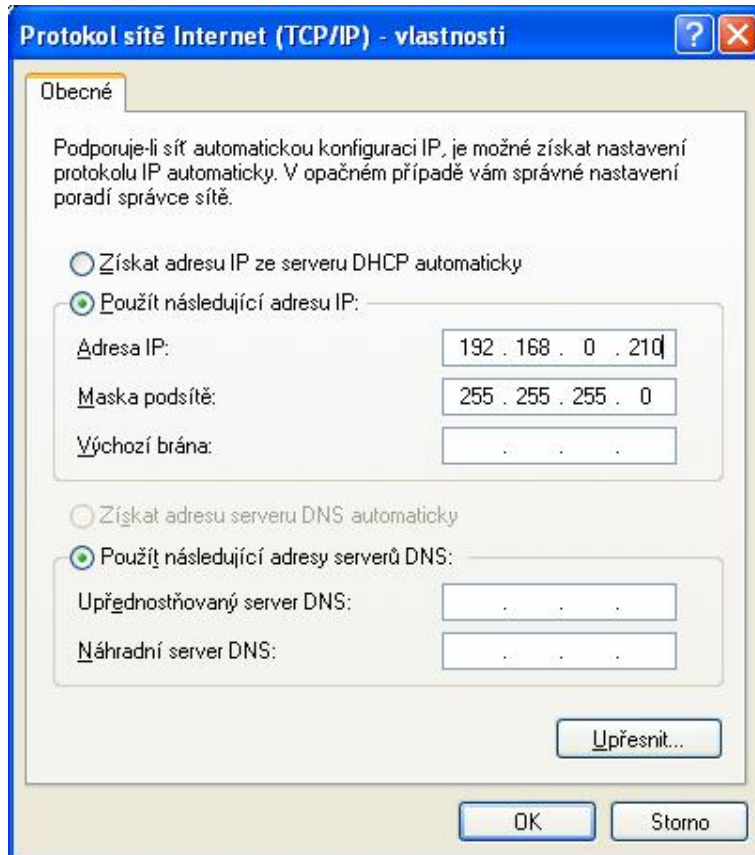 Protokol sítě Internet (TCP/IP) - vlastnosti
Obecné
Podporuje-li síť automatickou konfiguraci IP, je možné získat nastavení
protokolu IP automaticky. V opačném případě vám správné nastavení
poradí správce sítě.
Získat adresu IP ze serveru DHCP automaticky
Použít následující adresu IP:
Adresa IP: 192 . 168 . 0 . 210
Maska podsítě: 255 . 255 . 255 . 0
Výchozí brána: . . .
Získat adresu serveru DNS automaticky
Použít následující adresy serverů DNS:
Upřednostňovaný server DNS: . . .
Náhradní server DNS: . . .
Upřesnit...
OK Storno